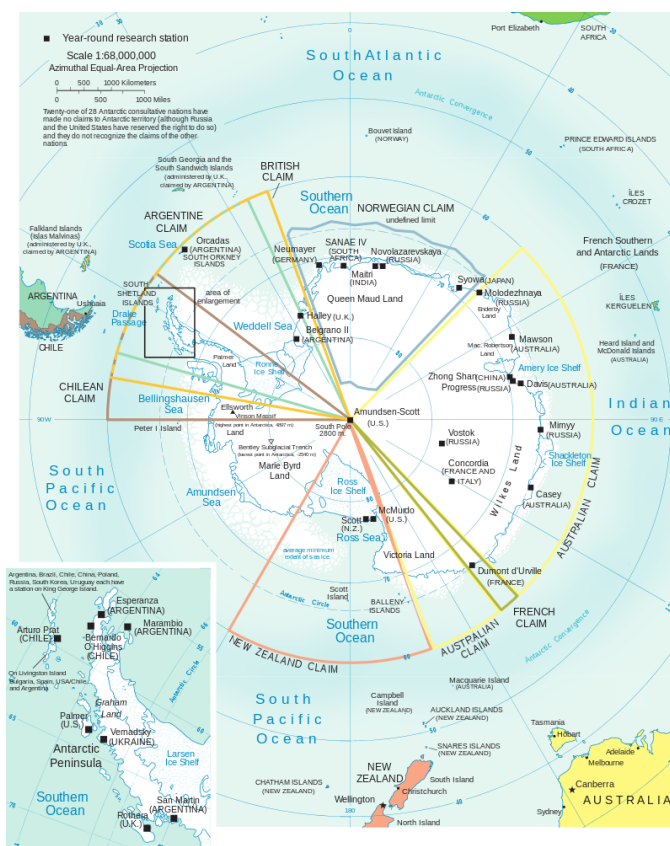 Year-round research station
Scale 1:68,000,000
Azimuthal Equal-Area Projection
0 500 1000 Kilometers
0 500 1000 Miles
Twenty-one of 28 Antarctic consultative nations have
made no claims to Antarctic territory (although Russia
and the United States have reserved the right to do so)
and they do not recognize the claims of the other
nations.
Port Elizabeth
SOUTH
AFRICA
South Atlantic
Ocean
Antarctic Convergence
Bouvet Island
(NORWAY)
PRINCE EDWARD ISLANDS
(SOUTH AFRICA)
South Georgia and the
South Sandwich Islands
(administered by U.K.,
claimed by ARGENTINA)
BRITISH
CLAIM
ÎLES
CROZET
Southern
Ocean
NORWEGIAN CLAIM
undefined limit
ARGENTINE
CLAIM
Falkland Islands
(Islas Malvinas)
(administered by U.K.,
claimed by ARGENTINA)
Scotia Sea
Orcadas
(ARGENTINA)
SOUTH ORKNEY
ISLANDS
Neumayer
(GERMANY)
SANAE IV
(SOUTH
AFRICA)
Novolazarevskaya
(RUSSIA)
Maitri
(INDIA)
French Southern
and Antarctic Lands
(FRANCE)
Syowa (JAPAN)
Molodezhnaya
(RUSSIA)
Enderby
Land
SOUTH
SHETLAND
ISLANDS
ARGENTINA
Ushuaia
Drake
Passage
CHILE
area of
enlargement
Queen Maud Land
ÎLES
KERGUELEN
Weddell Sea
Halley (U.K.)
Belgrano II
(ARGENTINA)
Mawson
(AUSTRALIA)
Mac. Robertson
Land
Heard Island and
McDonald Islands
(AUSTRALIA)
Palmer
Land
Ronne
Ice Shelf
Amery Ice Shelf
Zhong Shan (CHINA)
Progress (RUSSIA)
Davis (AUSTRALIA)
CHILEAN
CLAIM
Bellingshausen
Sea
Ellsworth
Vinson Massif
(highest point in Antarctica, 4897 m)
Land
Amundsen-Scott
(U.S.)
South Pole
2800 m.
Indian
Ocean
90 W
90 E
Peter I Island
Mirnyy
(RUSSIA)
Vostok
(RUSSIA)
Bentley Subglacial Trench
(lowest point in Antarctica, -2540 m)
Marie Byrd
Land
Concordia
(FRANCE AND
ITALY)
Shackleton
Ice Shelf
South
Pacific
Ocean
Amundsen
Sea
Ross
Ice Shelf
Wilkes Land
Casey
(AUSTRALIA)
AUSTRALIAN CLAIM
McMurdo
(U.S.)
Scott
(N.Z.)
Ross Sea
average minimum
extent of sea ice
Victoria Land
Dumont d'Urville
(FRANCE)
Antarctic Circle
Scott
Island
BALLENY
ISLANDS
FRENCH
CLAIM
Southern
Ocean
NEW ZEALAND CLAIM
AUSTRALIAN
CLAIM
Antarctic Convergence
Macquarie Island
(AUSTRALIA)
South
Pacific
Ocean
Campbell
Island
(NEW ZEALAND)
AUCKLAND ISLANDS
(NEW ZEALAND)
SNARES ISLANDS
(NEW ZEALAND)
Tasmania
Hobart
Adelaide
Melbourne
NEW
ZEALAND
South Island
Christchurch
CHATHAM ISLANDS
(NEW ZEALAND)
Wellington
180
North Island
Canberra
AUSTRALIA
Sydney
Argentina, Brazil, Chile, China, Poland,
Russia, South Korea, Uruguay each have
a station on King George Island.
Esperanza
(ARGENTINA)
Marambio
(ARGENTINA)
Arturo Prat
(CHILE)
Bernardo
O'Higgins
(CHILE)
On Livingston Island
Bulgaria, Spain, USA/Chile,
and Argentina
Antarctic Circle
Graham
Land
Palmer
(U.S.)
Vernadsky
(UKRAINE)
Antarctic
Peninsula
Larsen
Ice Shelf
Southern
Ocean
San Martin
(ARGENTINA)
Rothera
(U.K.)